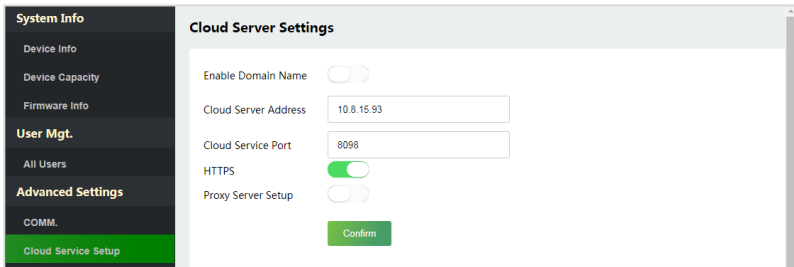 System Info
Device Info
Device Capacity
Firmware Info
User Mgt.
All Users
Advanced Settings
COMM.
Cloud Service Setup
Cloud Server Settings
Enable Domain Name
Cloud Server Address 10.8.15.93
Cloud Service Port 8098
HTTPS
Proxy Server Setup
Confirm